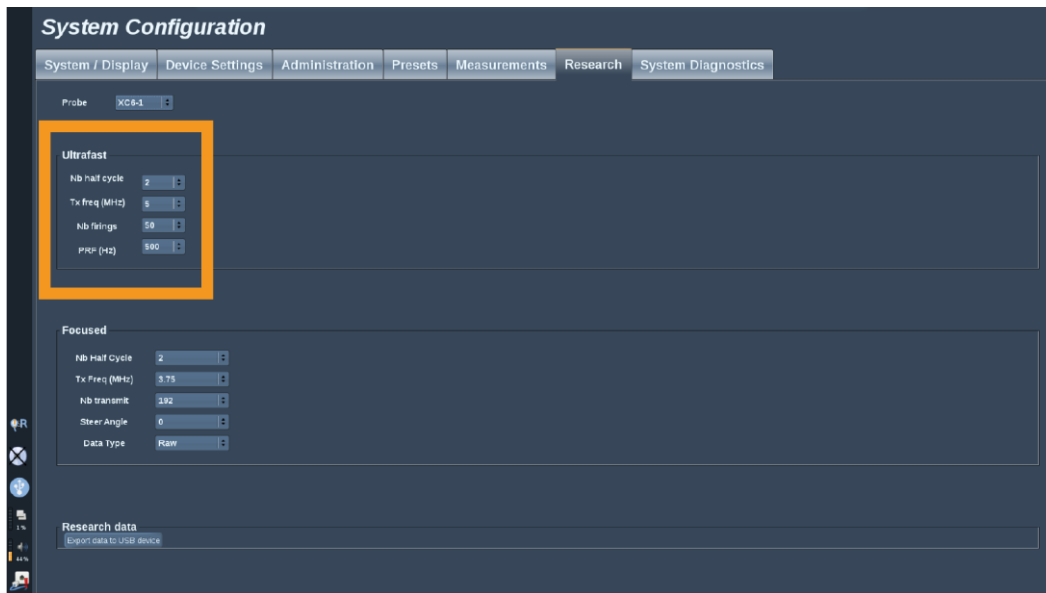 System Configuration
System / Display Device Settings Administration Presets Measurements Research System Diagnostics
Probe XC6-1
Ultrafast
Nb half cycle 2
Tx freq (MHz) 5
Nb firings 50
PRF (Hz) 500
Focused
Nb Half Cycle 2
Tx Freq (MHz) 3.75
Nb transmit 192
Steer Angle 0
Data Type Raw
R
1%
44%
Research data
Export data to USB device